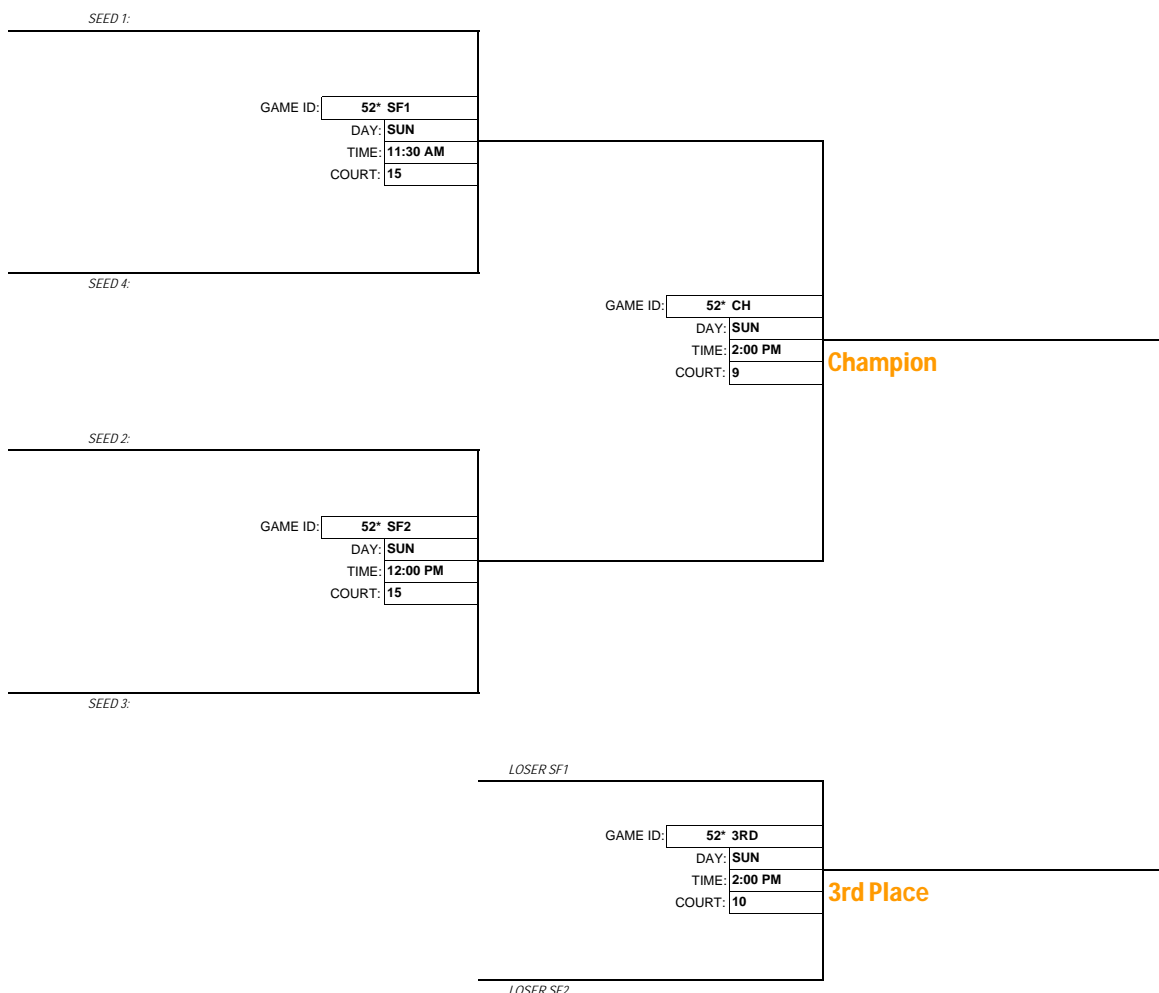 SEED 1:
GAME ID: 52* SF1
DAY: SUN
TIME: 11:30 AM
COURT: 15
SEED 4:
GAME ID: 52* CH
DAY: SUN
TIME: 2:00 PM
COURT: 9
Champion
SEED 2:
GAME ID: 52* SF2
DAY: SUN
TIME: 12:00 PM
COURT: 15
SEED 3:
LOSER SF1
GAME ID: 52* 3RD
DAY: SUN
TIME: 2:00 PM
COURT: 10
3rd Place
LOSER SF2